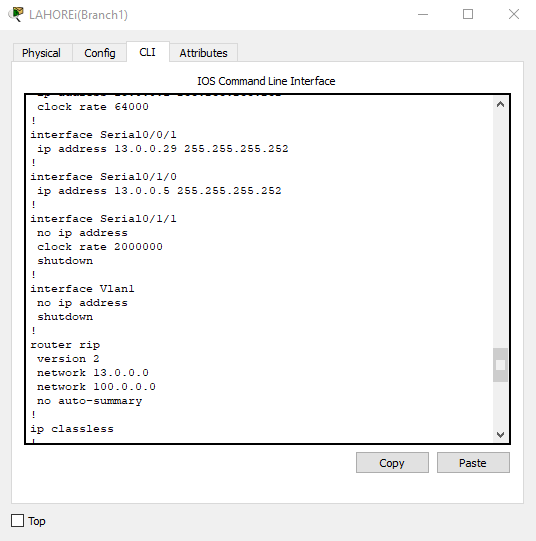 LAHOREi(Branch1)
Physical Config CLI Attributes
IOS Command Line Interface
clock rate 64000
!
interface Serial0/0/1
ip address 13.0.0.29 255.255.255.252
!
interface Serial0/1/0
ip address 13.0.0.5 255.255.255.252
!
interface Serial0/1/1
no ip address
clock rate 2000000
shutdown
!
interface Vlan1
no ip address
shutdown
!
router rip
version 2
network 13.0.0.0
network 100.0.0.0
no auto-summary
!
ip classless
!
Copy Paste
Top